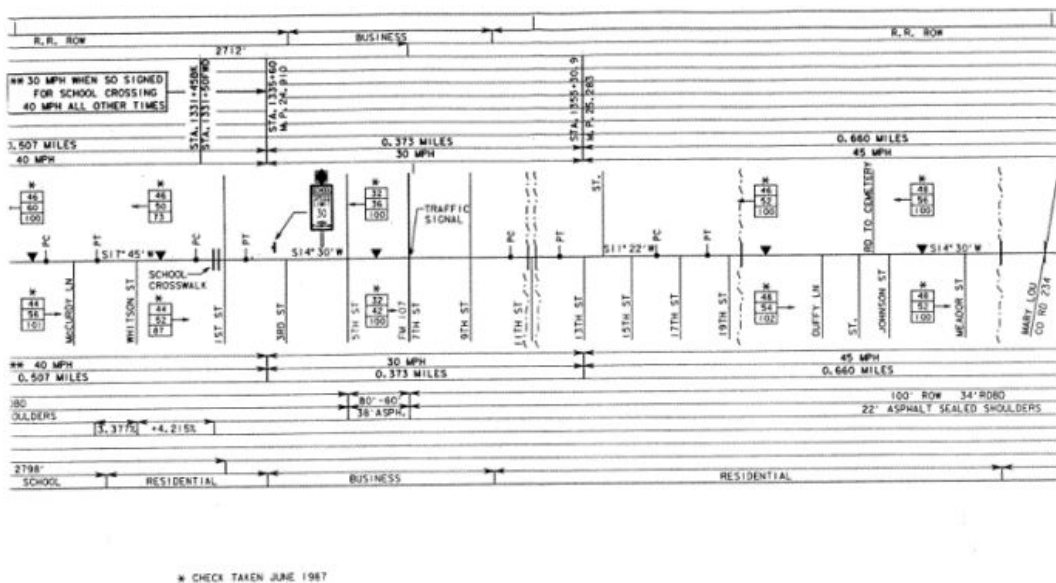 R.R. ROW
BUSINESS
R.R. ROW
2712'
** 30 MPH WHEN SO SIGNED
FOR SCHOOL CROSSING
40 MPH ALL OTHER TIMES
STA. 1331+45BK
STA. 1331+50FWD
STA. 1335+60
M.P. 24.910
STA. 1355+30.9
M.P. 25.283
0.507 MILES
0.373 MILES
0.660 MILES
40 MPH
30 MPH
45 MPH
*
46
60
100
*
46
50
73
30
*
32
36
100
TRAFFIC
SIGNAL
ST.
*
46
52
100
RD TO CEMETERY
*
48
56
100
PC
PT
S17°45'W
PC
PT
S14°30'W
PC
PT
S11°22'W
PC
PT
S14°30'W
SCHOOL
CROSSWALK
*
44
56
101
MCCURDY LN
WHITSON ST
*
44
52
87
1ST ST
3RD ST
5TH ST
*
32
42
100
FM 107
7TH ST
9TH ST
11TH ST
13TH ST
15TH ST
17TH ST
19TH ST
*
48
54
102
DUFFY LN
ST.
JOHNSON ST
*
48
52
100
MEADOR ST
MARY LOU
CO RD 234
** 40 MPH
30 MPH
45 MPH
0.507 MILES
0.373 MILES
0.660 MILES
80'-60'
38'ASPH.
100' ROW 34'RDBD
22' ASPHALT SEALED SHOULDERS
DBD
OULDERS
3.377%
+4.215%
2798'
SCHOOL
RESIDENTIAL
BUSINESS
RESIDENTIAL
* CHECK TAKEN JUNE 1987